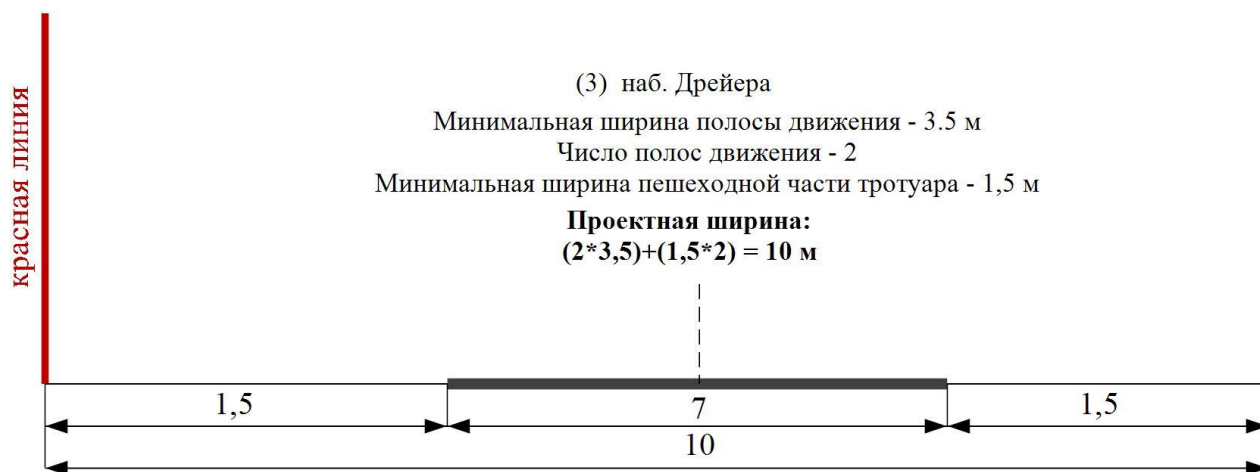 красная линия
(3) наб. Дрейера
Минимальная ширина полосы движения - 3.5 м
Число полос движения - 2
Минимальная ширина пешеходной части тротуара - 1,5 м
Проектная ширина:
(2*3,5)+(1,5*2) = 10 м
1,5
7
1,5
10